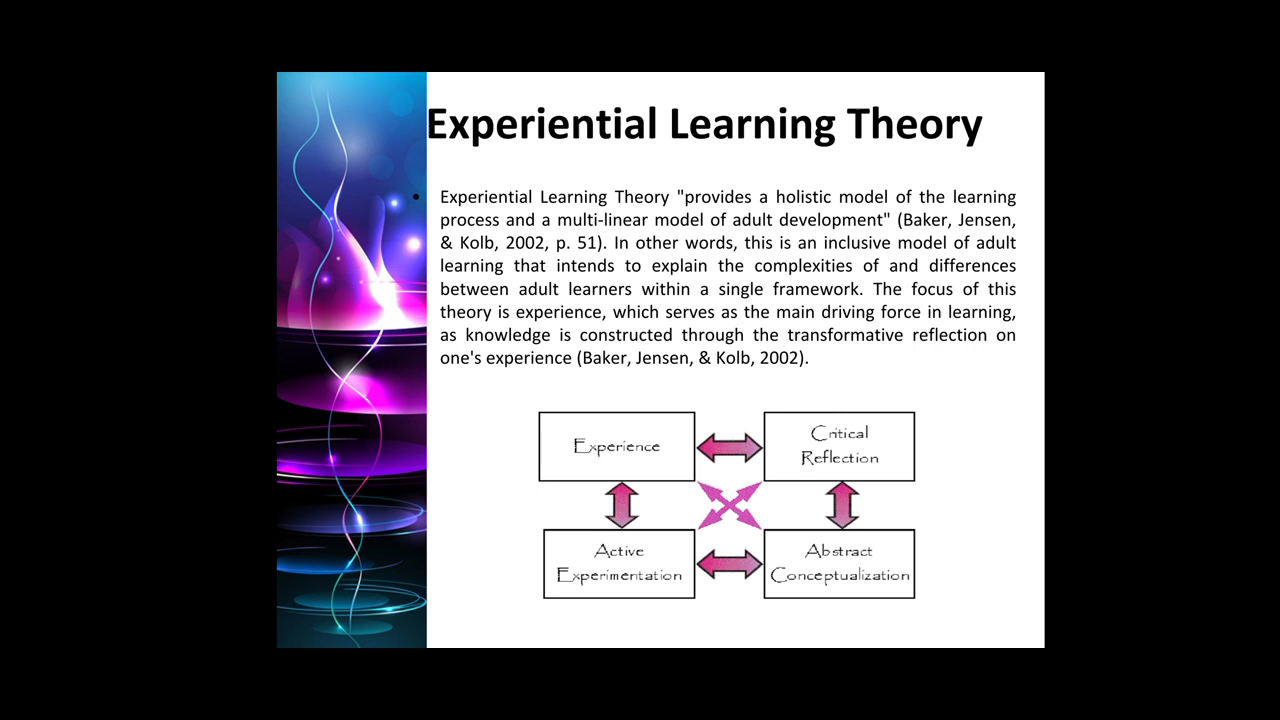 Experiential Learning Theory
• Experiential Learning Theory "provides a holistic model of the learning
process and a multi-linear model of adult development" (Baker, Jensen,
& Kolb, 2002, p. 51). In other words, this is an inclusive model of adult
learning that intends to explain the complexities of and differences
between adult learners within a single framework. The focus of this
theory is experience, which serves as the main driving force in learning,
as knowledge is constructed through the transformative reflection on
one's experience (Baker, Jensen, & Kolb, 2002).
Experience
Critical
Reflection
Active
Experimentation
Abstract
Conceptualization